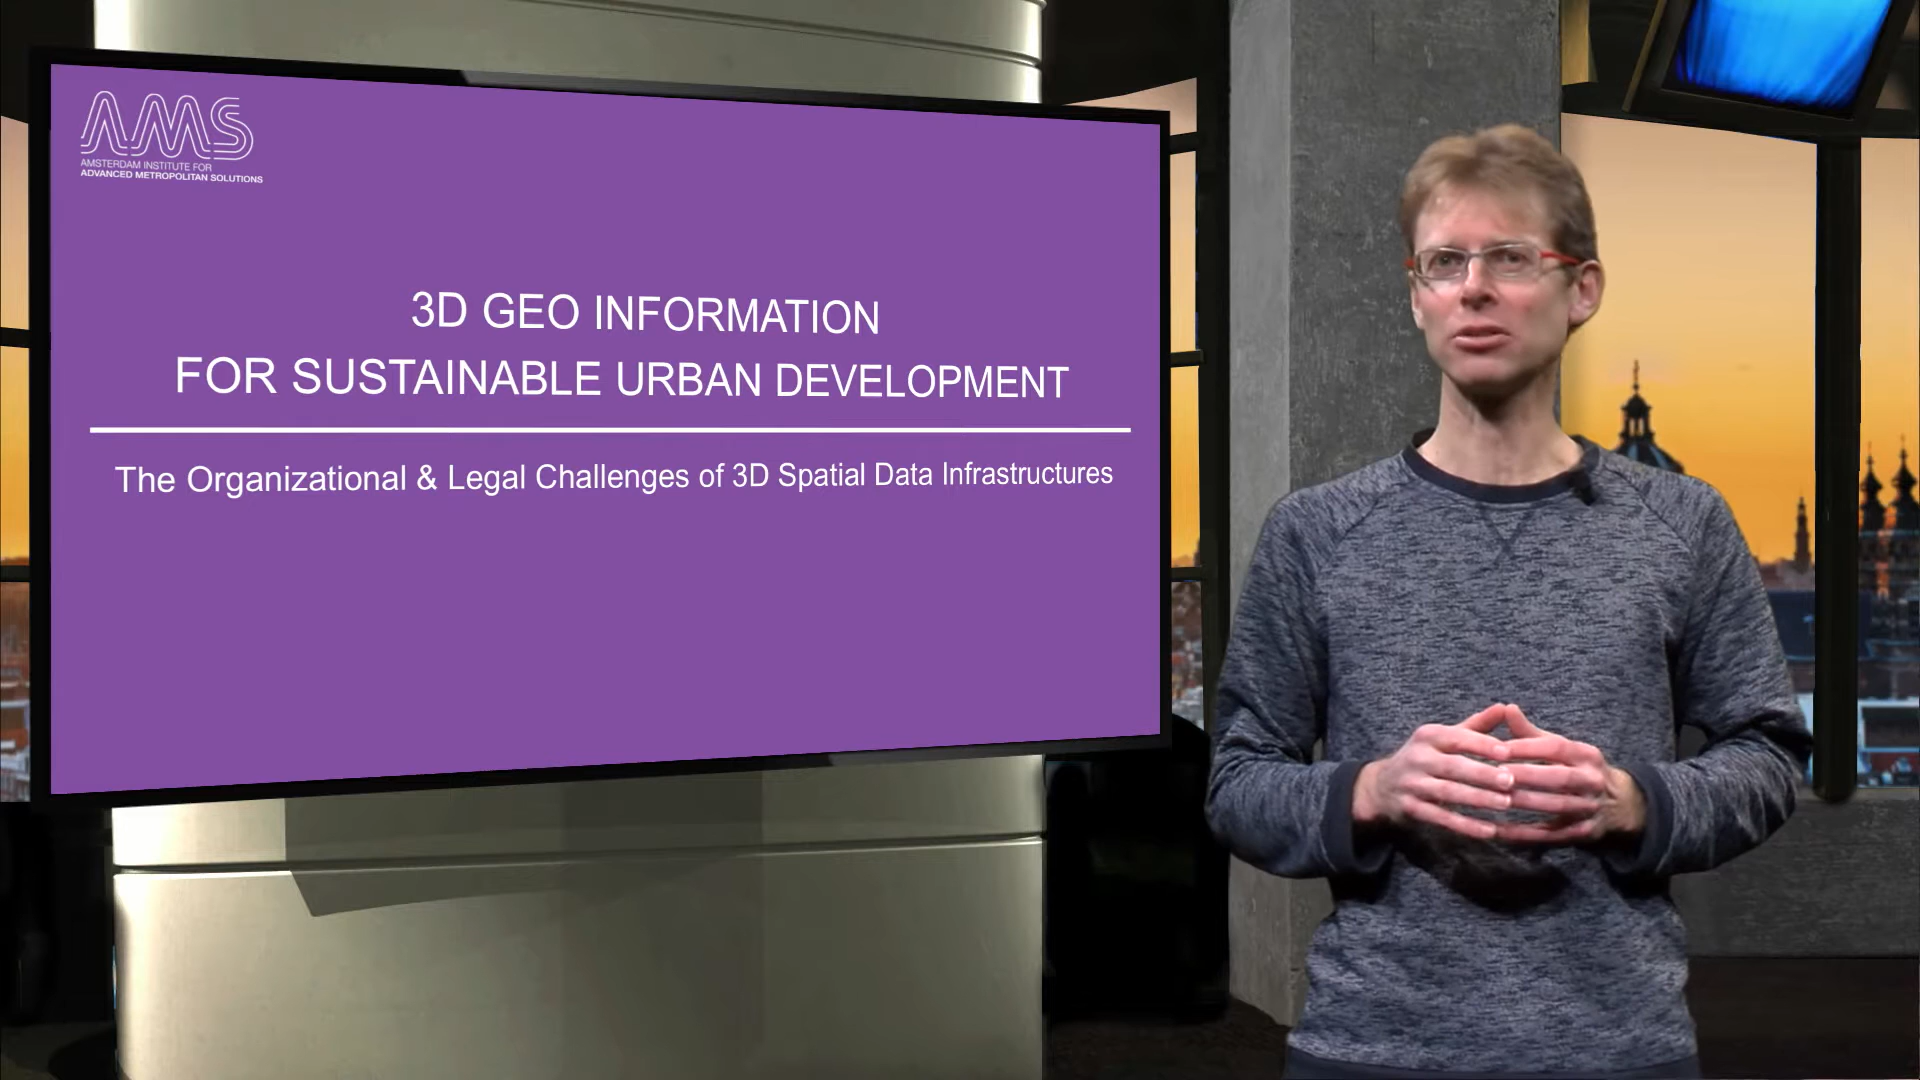 AMS
AMSTERDAM INSTITUTE FOR
ADVANCED METROPOLITAN SOLUTIONS
3D GEO INFORMATION
FOR SUSTAINABLE URBAN DEVELOPMENT
The Organizational & Legal Challenges of 3D Spatial Data Infrastructures